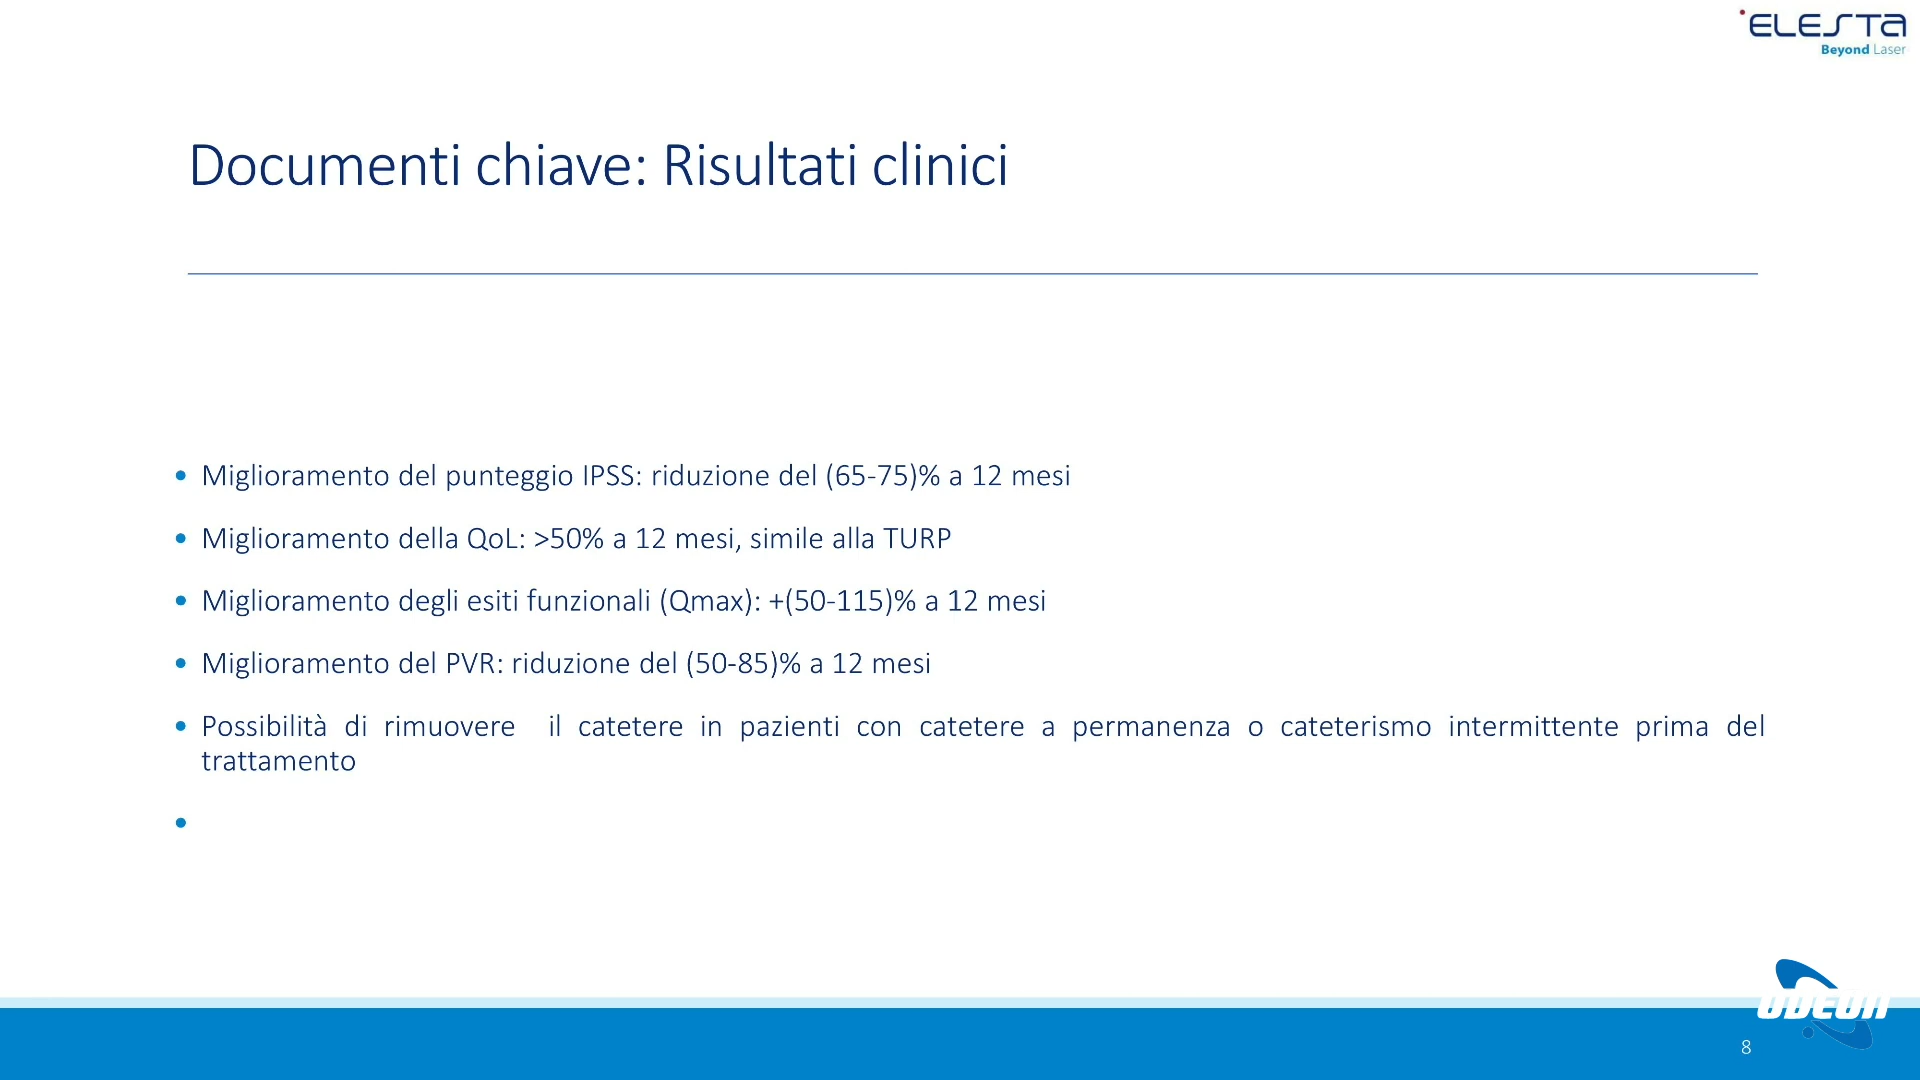 ELESTA
Beyond Laser
Documenti chiave: Risultati clinici
• Miglioramento del punteggio IPSS: riduzione del (65-75)% a 12 mesi
• Miglioramento della QoL: >50% a 12 mesi, simile alla TURP
• Miglioramento degli esiti funzionali (Qmax): +(50-115)% a 12 mesi
• Miglioramento del PVR: riduzione del (50-85)% a 12 mesi
• Possibilità di rimuovere il catetere in pazienti con catetere a permanenza o cateterismo intermittente prima del
trattamento
•
ODEON
8